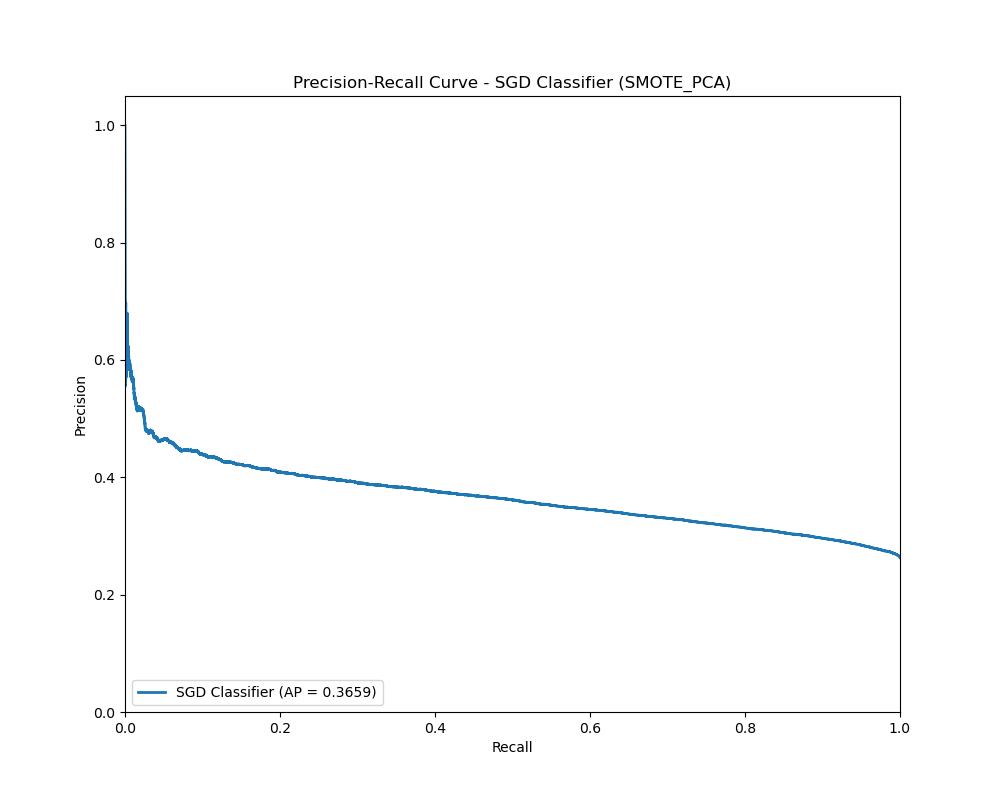 Precision-Recall Curve - SGD Classifier (SMOTE_PCA)
1.0
0.8
0.6
0.4
0.2
0.0
Precision
SGD Classifier (AP = 0.3659)
0.0 0.2 0.4 0.6 0.8 1.0
Recall